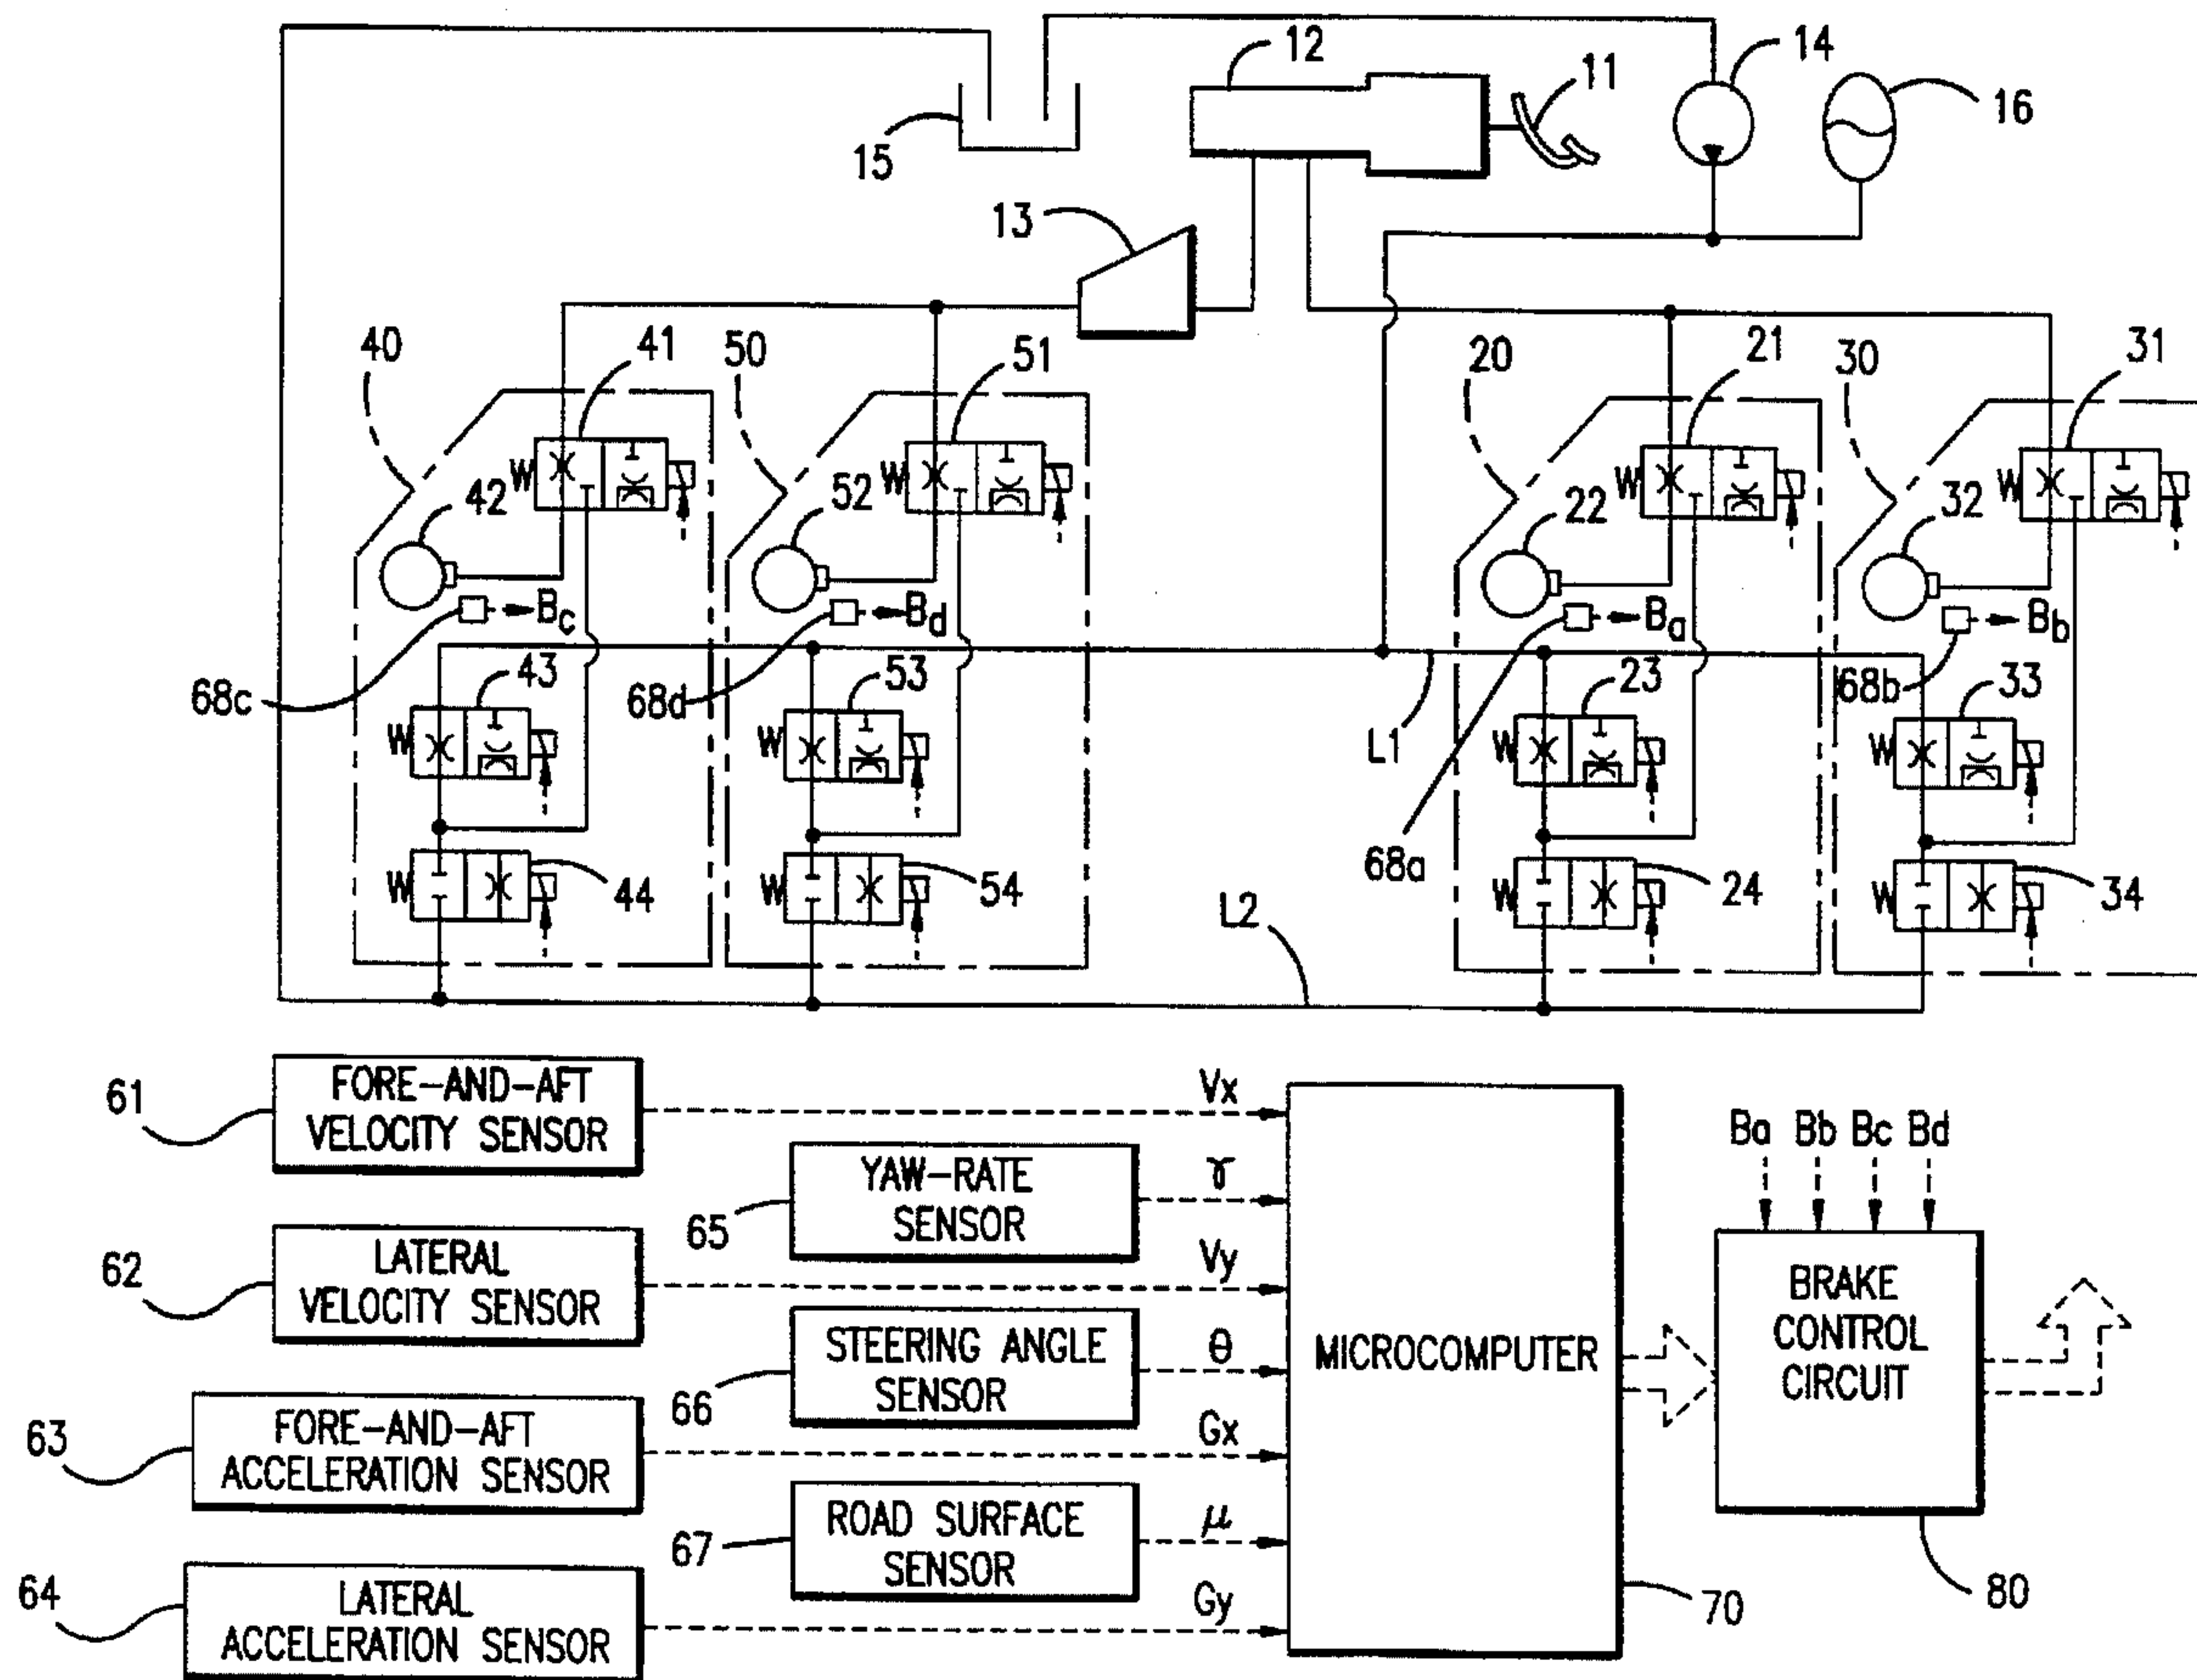 12
14
11
16
15
13
40
41
50
51
20
21
30
31
W
W
W
W
42
52
22
32
Bc
Bd
Ba
Bb
68c
43
68d
53
23
68b
33
W
W
L1
W
W
68a
W
44
W
54
W
24
W
34
L2
61
FORE-AND-AFT
VELOCITY SENSOR
Vx
65
YAW-RATE
SENSOR
γ
62
LATERAL
VELOCITY SENSOR
Vy
66
STEERING ANGLE
SENSOR
θ
63
FORE-AND-AFT
ACCELERATION SENSOR
Gx
67
ROAD SURFACE
SENSOR
μ
64
LATERAL
ACCELERATION SENSOR
Gy
MICROCOMPUTER
70
Ba Bb Bc Bd
BRAKE
CONTROL
CIRCUIT
80